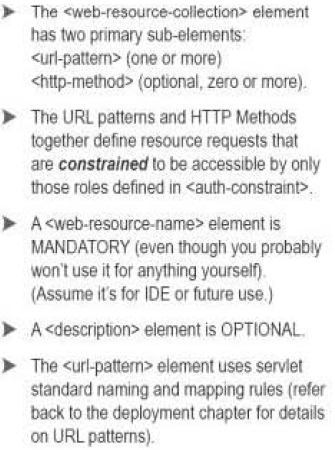 ➤ The <web-resource-collection> element
has two primary sub-elements:
<url-pattern> (one or more)
<http-method> (optional, zero or more).
➤ The URL patterns and HTTP Methods
together define resource requests that
are constrained to be accessible by only
those roles defined in <auth-constraint>.
➤ A <web-resource-name> element is
MANDATORY (even though you probably
won't use it for anything yourself).
(Assume it's for IDE or future use.)
➤ A <description> element is OPTIONAL.
➤ The <url-pattern> element uses servlet
standard naming and mapping rules (refer
back to the deployment chapter for details
on URL patterns).